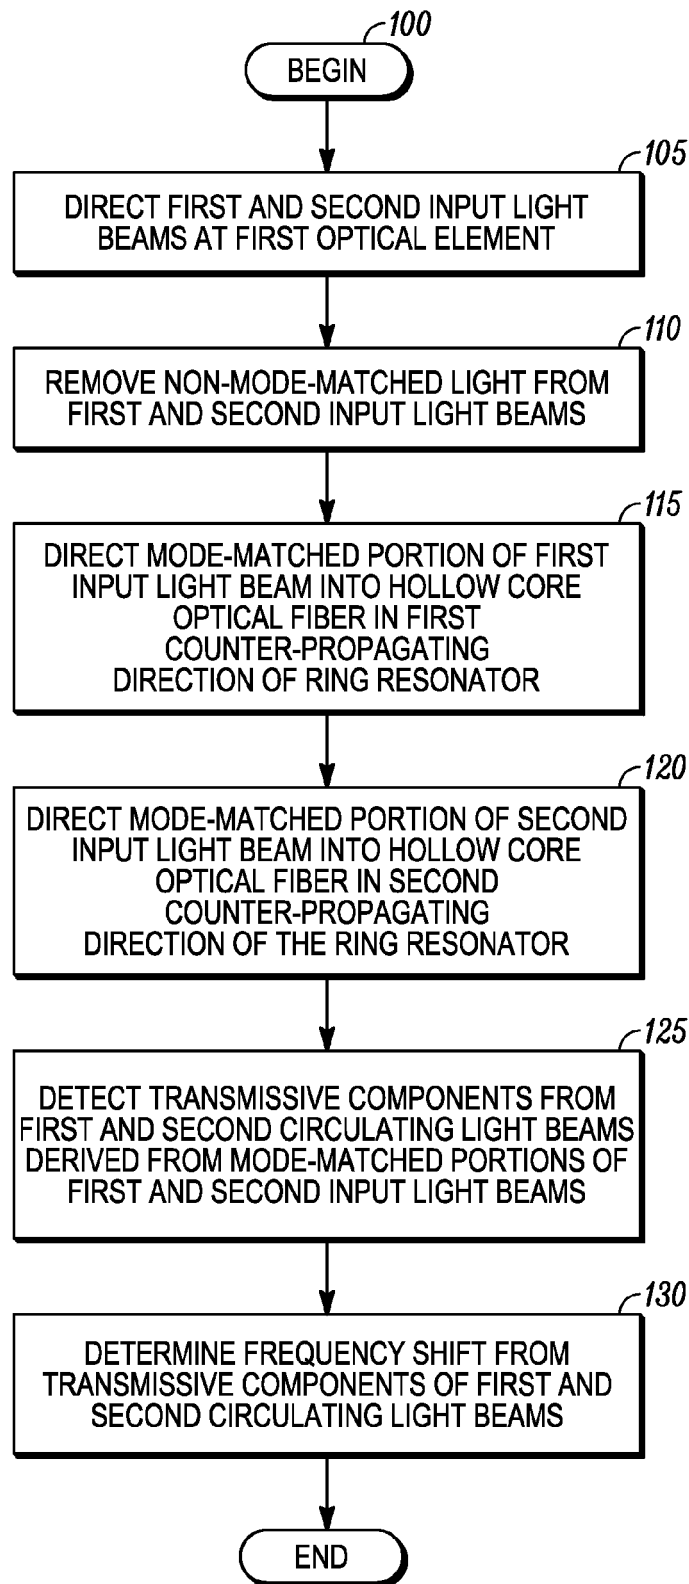 100
BEGIN
105
DIRECT FIRST AND SECOND INPUT LIGHT
BEAMS AT FIRST OPTICAL ELEMENT
110
REMOVE NON-MODE-MATCHED LIGHT FROM
FIRST AND SECOND INPUT LIGHT BEAMS
115
DIRECT MODE-MATCHED PORTION OF FIRST
INPUT LIGHT BEAM INTO HOLLOW CORE
OPTICAL FIBER IN FIRST
COUNTER-PROPAGATING
DIRECTION OF RING RESONATOR
120
DIRECT MODE-MATCHED PORTION OF SECOND
INPUT LIGHT BEAM INTO HOLLOW CORE
OPTICAL FIBER IN SECOND
COUNTER-PROPAGATING
DIRECTION OF THE RING RESONATOR
125
DETECT TRANSMISSIVE COMPONENTS FROM
FIRST AND SECOND CIRCULATING LIGHT BEAMS
DERIVED FROM MODE-MATCHED PORTIONS OF
FIRST AND SECOND INPUT LIGHT BEAMS
130
DETERMINE FREQUENCY SHIFT FROM
TRANSMISSIVE COMPONENTS OF FIRST AND
SECOND CIRCULATING LIGHT BEAMS
END